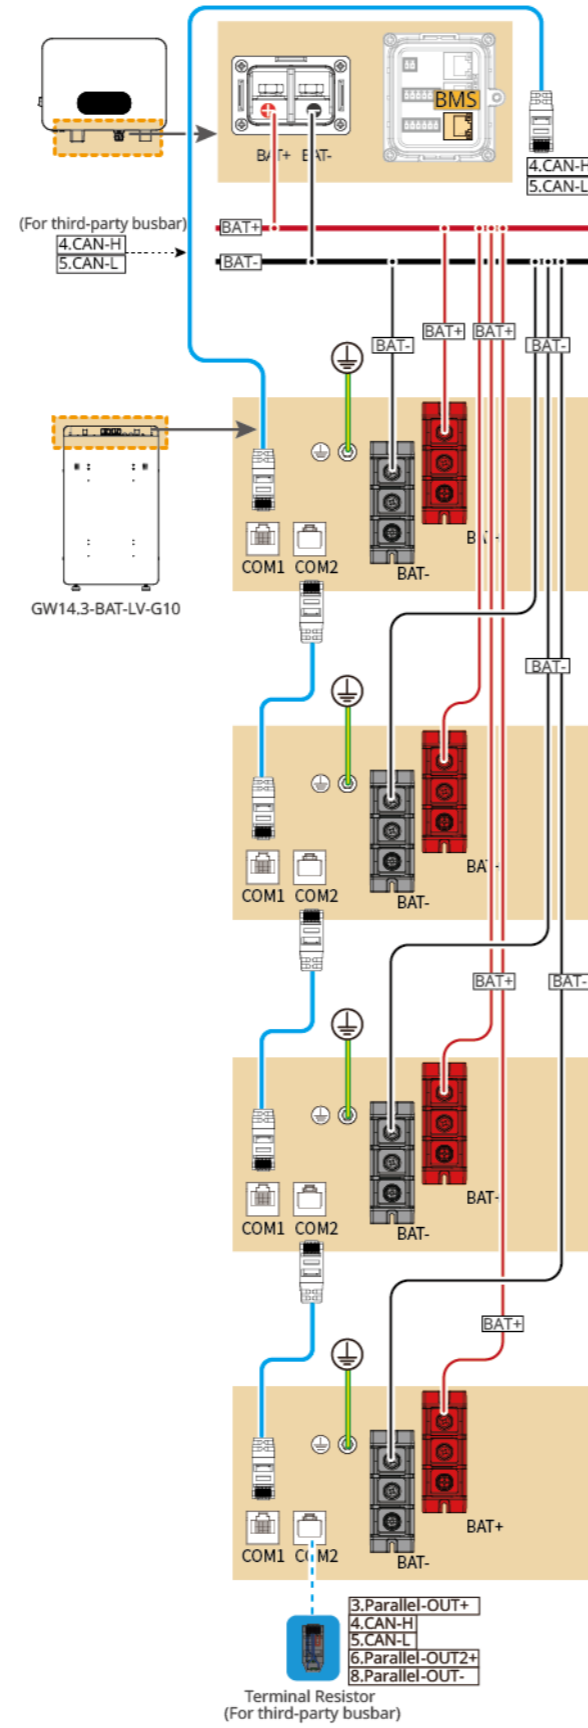 BMS
BAT+ BAT-
4.CAN-H
5.CAN-L
(For third-party busbar)
4.CAN-H
5.CAN-L
BAT+
BAT-
BAT-
BAT+
BAT+
BAT-
COM1 COM2
BAT-
GW14.3-BAT-LV-G10
BAT-
COM1 COM2
BAT-
BAT-
BAT+
BAT-
BAT-
COM1 COM2
BAT-
BAT+
BAT+
COM1 COM2
BAT-
3.Parallel-OUT+
4.CAN-H
5.CAN-L
6.Parallel-OUT2+
8.Parallel-OUT-
Terminal Resistor
(For third-party busbar)